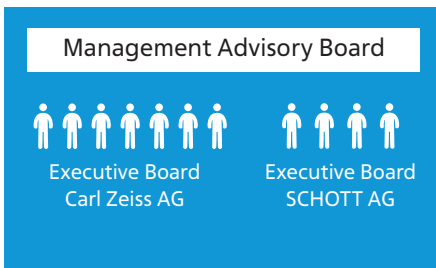 Management Advisory Board
Executive Board
Carl Zeiss AG
Executive Board
SCHOTT AG